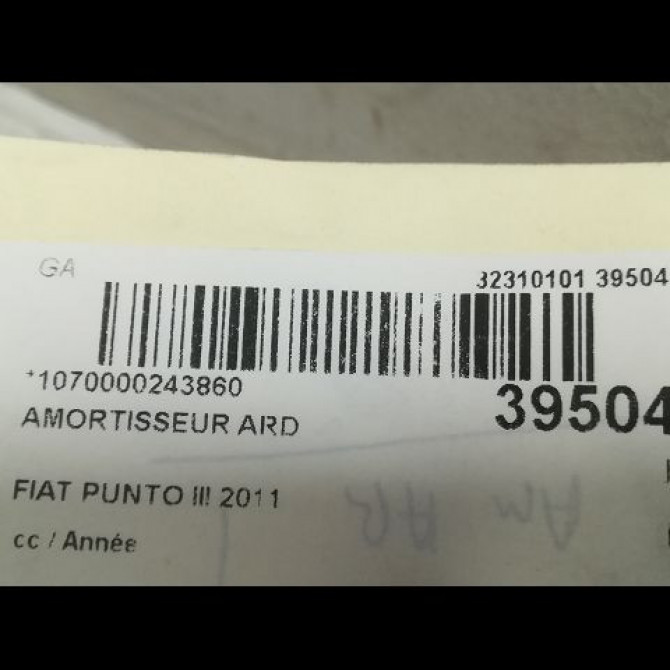 GA
32310101 39504
*1070000243860
39504
AMORTISSEUR ARD
FIAT PUNTO III 2011
cc / Année